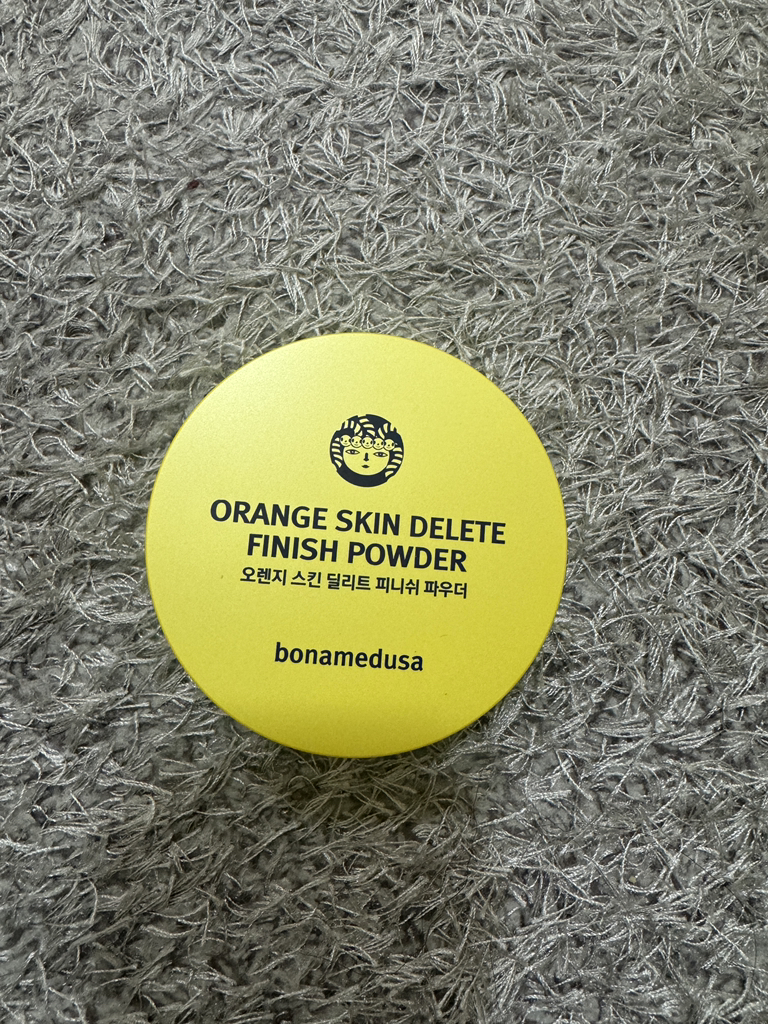 ORANGE SKIN DELETE
FINISH POWDER
오렌지 스킨 딜리트 피니쉬 파우더
bonamedusa